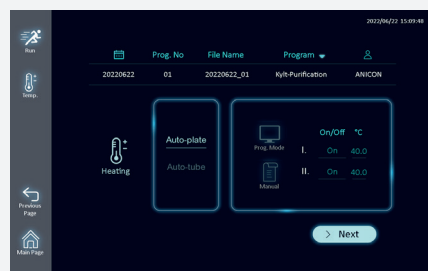 2022/06/22 15:09:48
Run
Prog. No File Name Program
20220622 01 20220622_01 Kylt-Purification ANICON
Temp.
On/Off °C
Auto-plate
Prog. Mode I. On 40.0
Heating Auto-tube
Manual II. On 40.0
Previous Page
> Next
Main Page